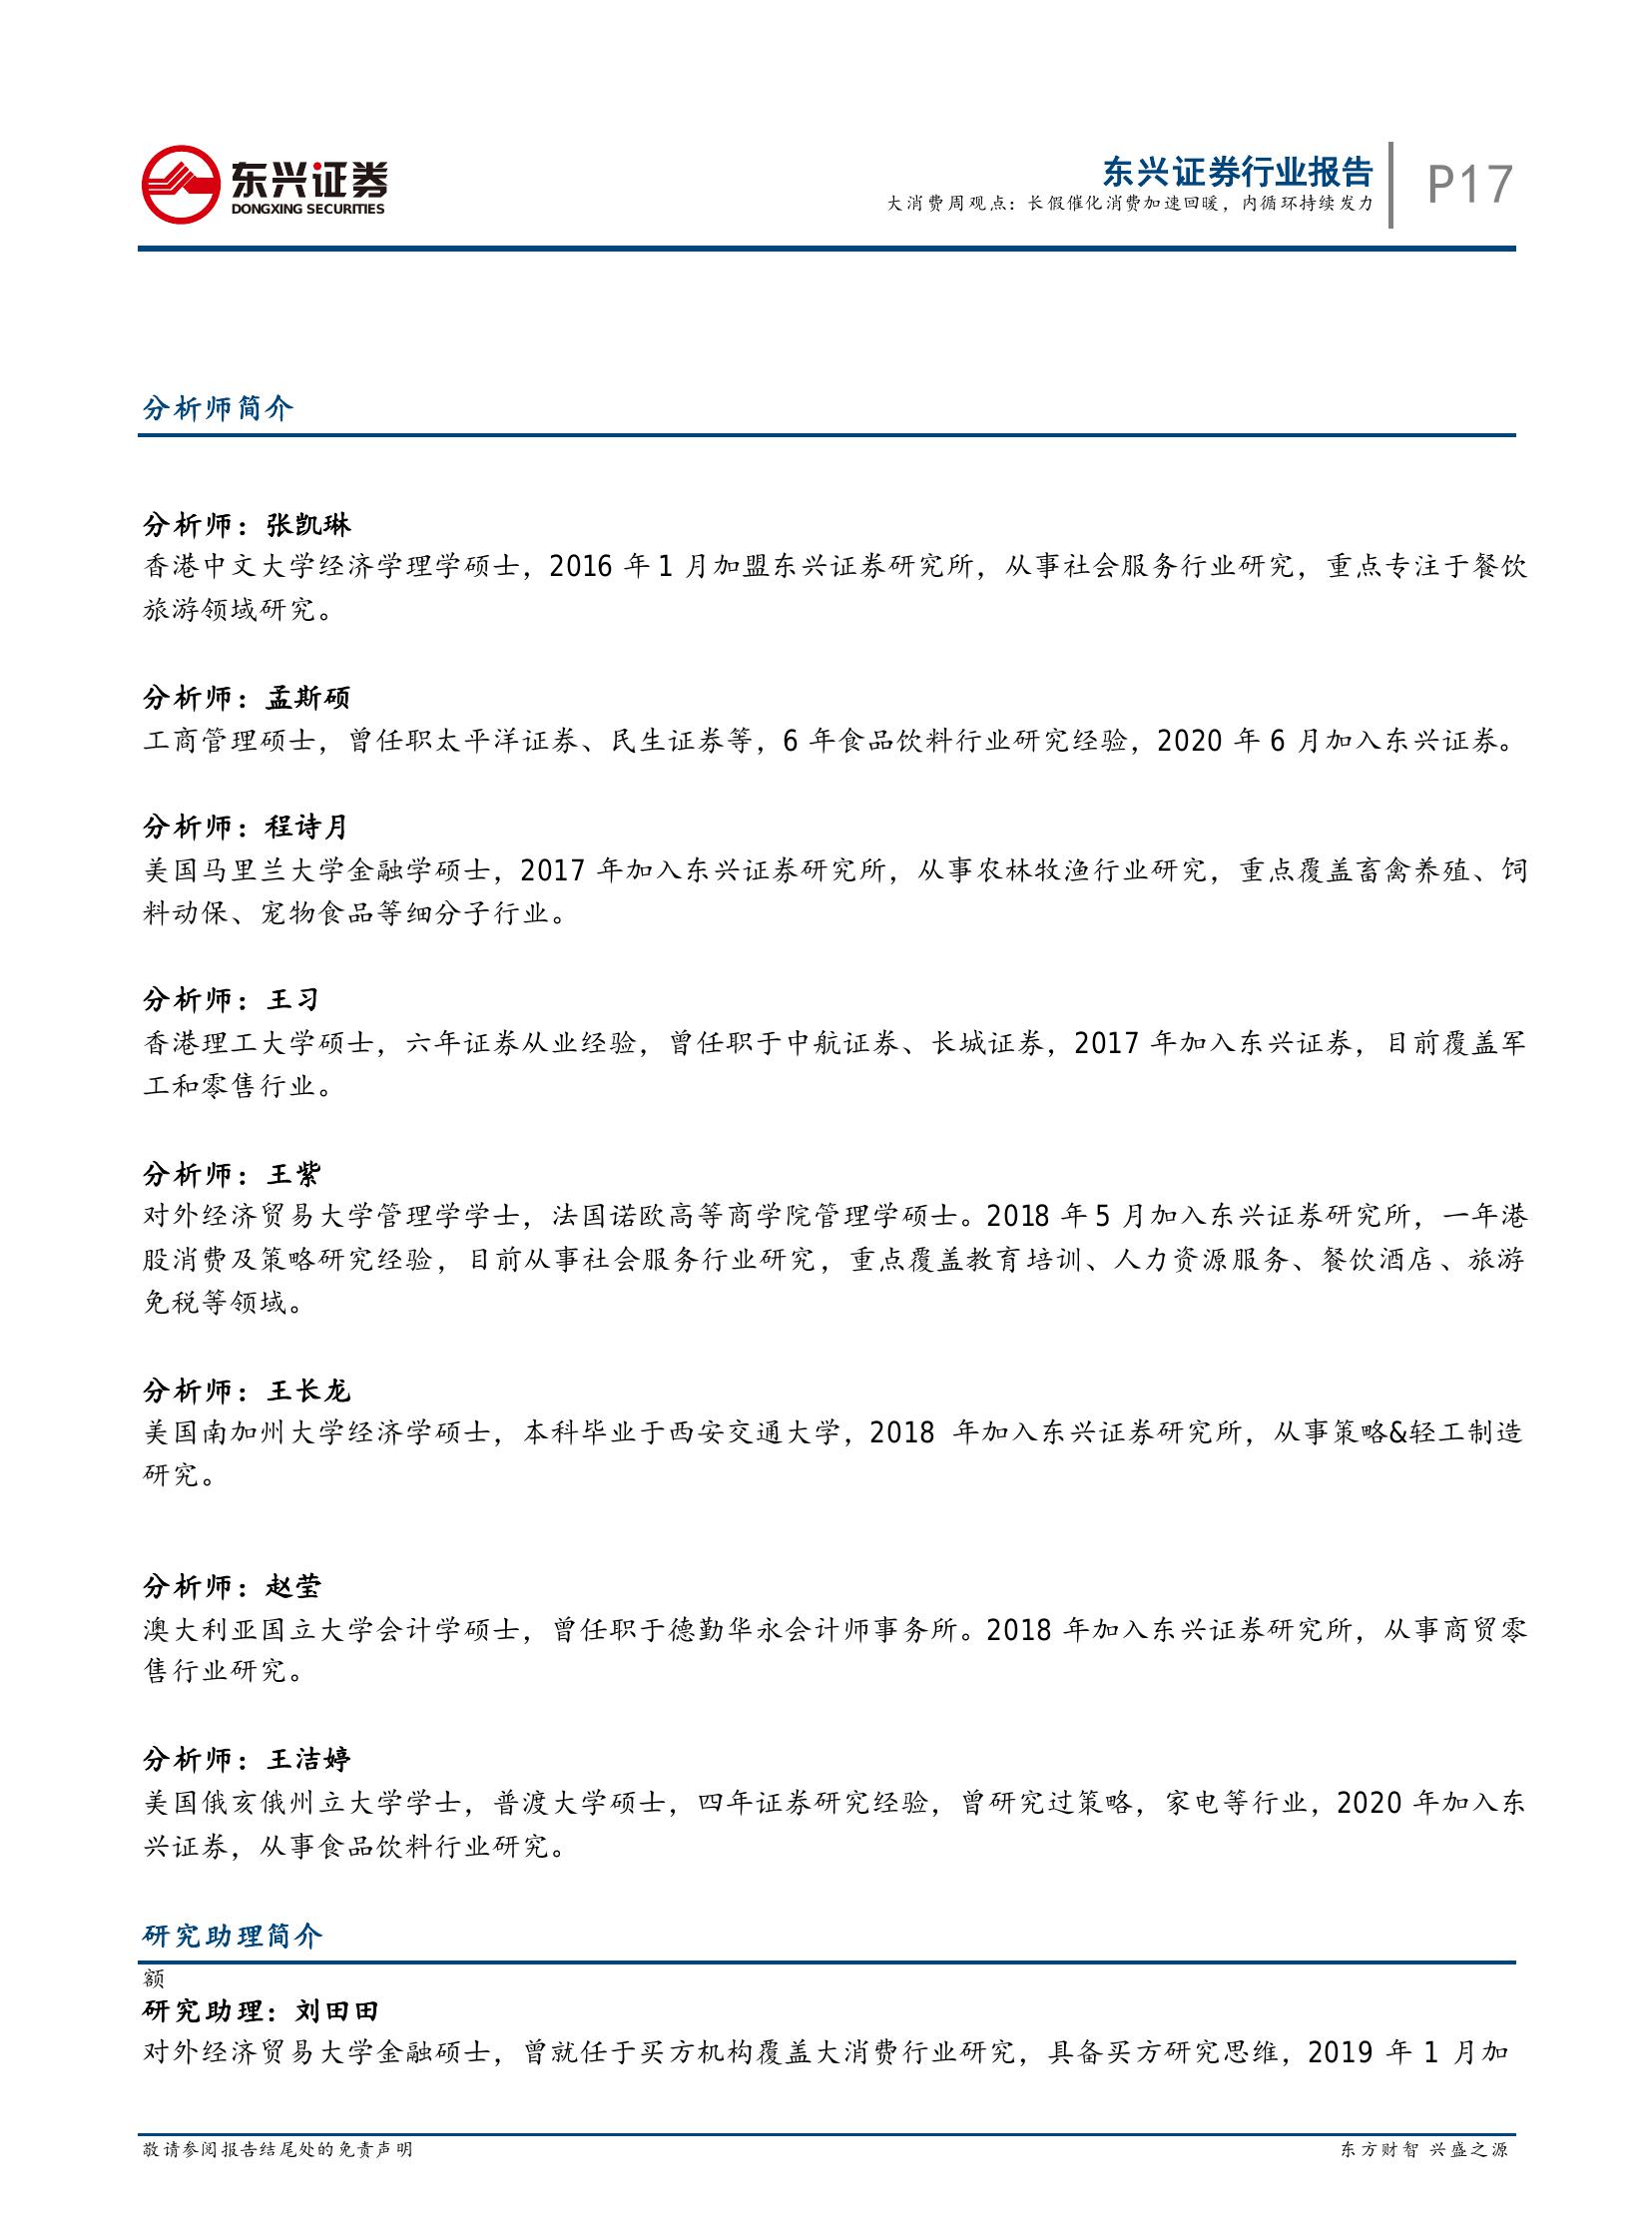 东兴证券
DONGXING SECURITIES
东兴证券行业报告
大消费周观点：长假催化消费加速回暖，内循环持续发力
P17
分析师简介
分析师：张凯琳
香港中文大学经济学理学硕士，2016 年 1 月加盟东兴证券研究所，从事社会服务行业研究，重点专注于餐饮
旅游领域研究。
分析师：孟斯硕
工商管理硕士，曾任职太平洋证券、民生证券等，6 年食品饮料行业研究经验，2020 年 6 月加入东兴证券。
分析师：程诗月
美国马里兰大学金融学硕士，2017 年加入东兴证券研究所，从事农林牧渔行业研究，重点覆盖畜禽养殖、饲
料动保、宠物食品等细分子行业。
分析师：王习
香港理工大学硕士，六年证券从业经验，曾任职于中航证券、长城证券，2017 年加入东兴证券，目前覆盖军
工和零售行业。
分析师：王紫
对外经济贸易大学管理学学士，法国诺欧高等商学院管理学硕士。2018 年 5 月加入东兴证券研究所，一年港
股消费及策略研究经验，目前从事社会服务行业研究，重点覆盖教育培训、人力资源服务、餐饮酒店、旅游
免税等领域。
分析师：王长龙
美国南加州大学经济学硕士，本科毕业于西安交通大学，2018 年加入东兴证券研究所，从事策略&轻工制造
研究。
分析师：赵莹
澳大利亚国立大学会计学硕士，曾任职于德勤华永会计师事务所。2018 年加入东兴证券研究所，从事商贸零
售行业研究。
分析师：王洁婷
美国俄亥俄州立大学学士，普渡大学硕士，四年证券研究经验，曾研究过策略，家电等行业，2020 年加入东
兴证券，从事食品饮料行业研究。
研究助理简介
额
研究助理：刘田田
对外经济贸易大学金融硕士，曾就任于买方机构覆盖大消费行业研究，具备买方研究思维，2019 年 1 月加
敬请参阅报告结尾处的免责声明
东方财智 兴盛之源